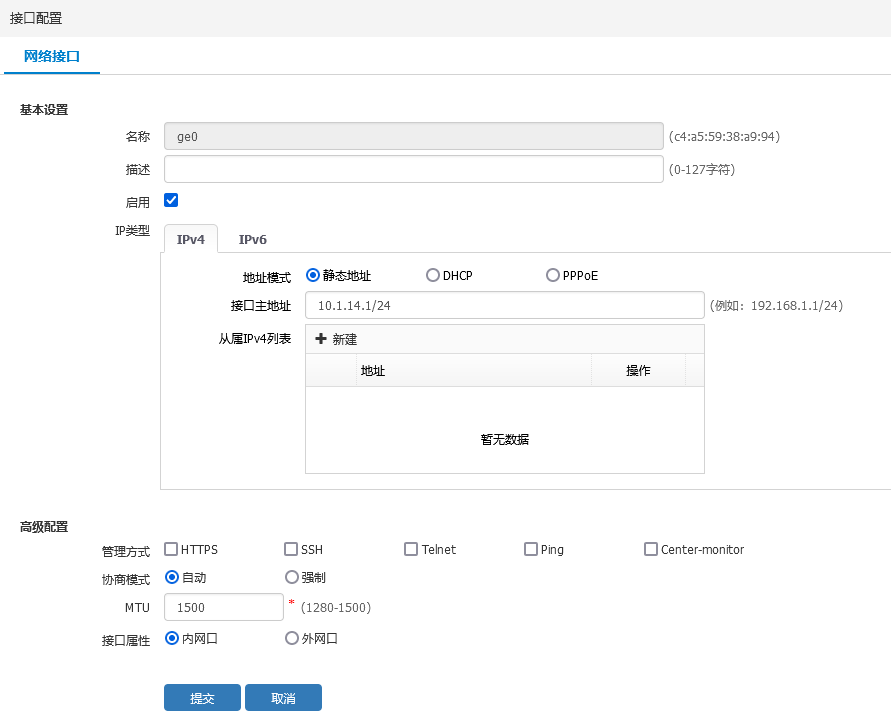 接口配置
网络接口
基本设置
名称 ge0 (c4:a5:59:38:a9:94)
描述 (0-127字符)
启用
IP类型 IPv4 IPv6
地址模式 静态地址 DHCP PPPoE
接口主地址 10.1.14.1/24 (例如：192.168.1.1/24)
从属IPv4列表 新建
地址 操作
暂无数据
高级配置
管理方式 HTTPS SSH Telnet Ping Center-monitor
协商模式 自动 强制
MTU 1500 * (1280-1500)
接口属性 内网口 外网口
提交 取消